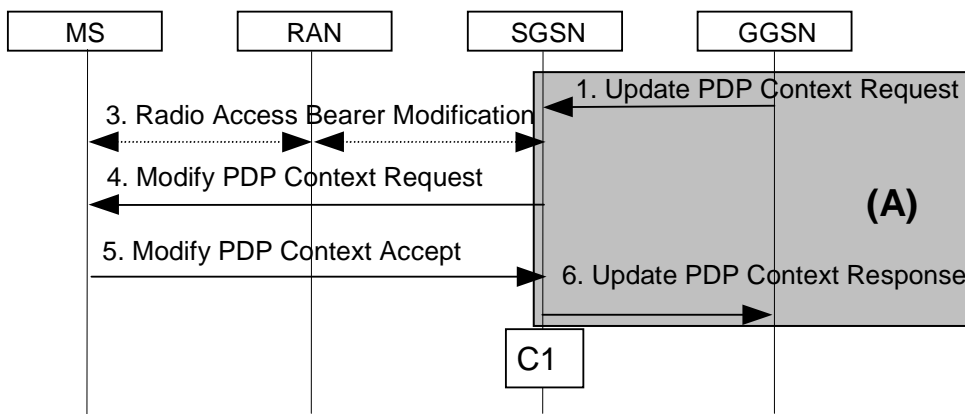 MS
RAN
SGSN
GGSN
1. Update PDP Context Request
3. Radio Access Bearer Modification
4. Modify PDP Context Request
(A)
5. Modify PDP Context Accept
6. Update PDP Context Response
C1